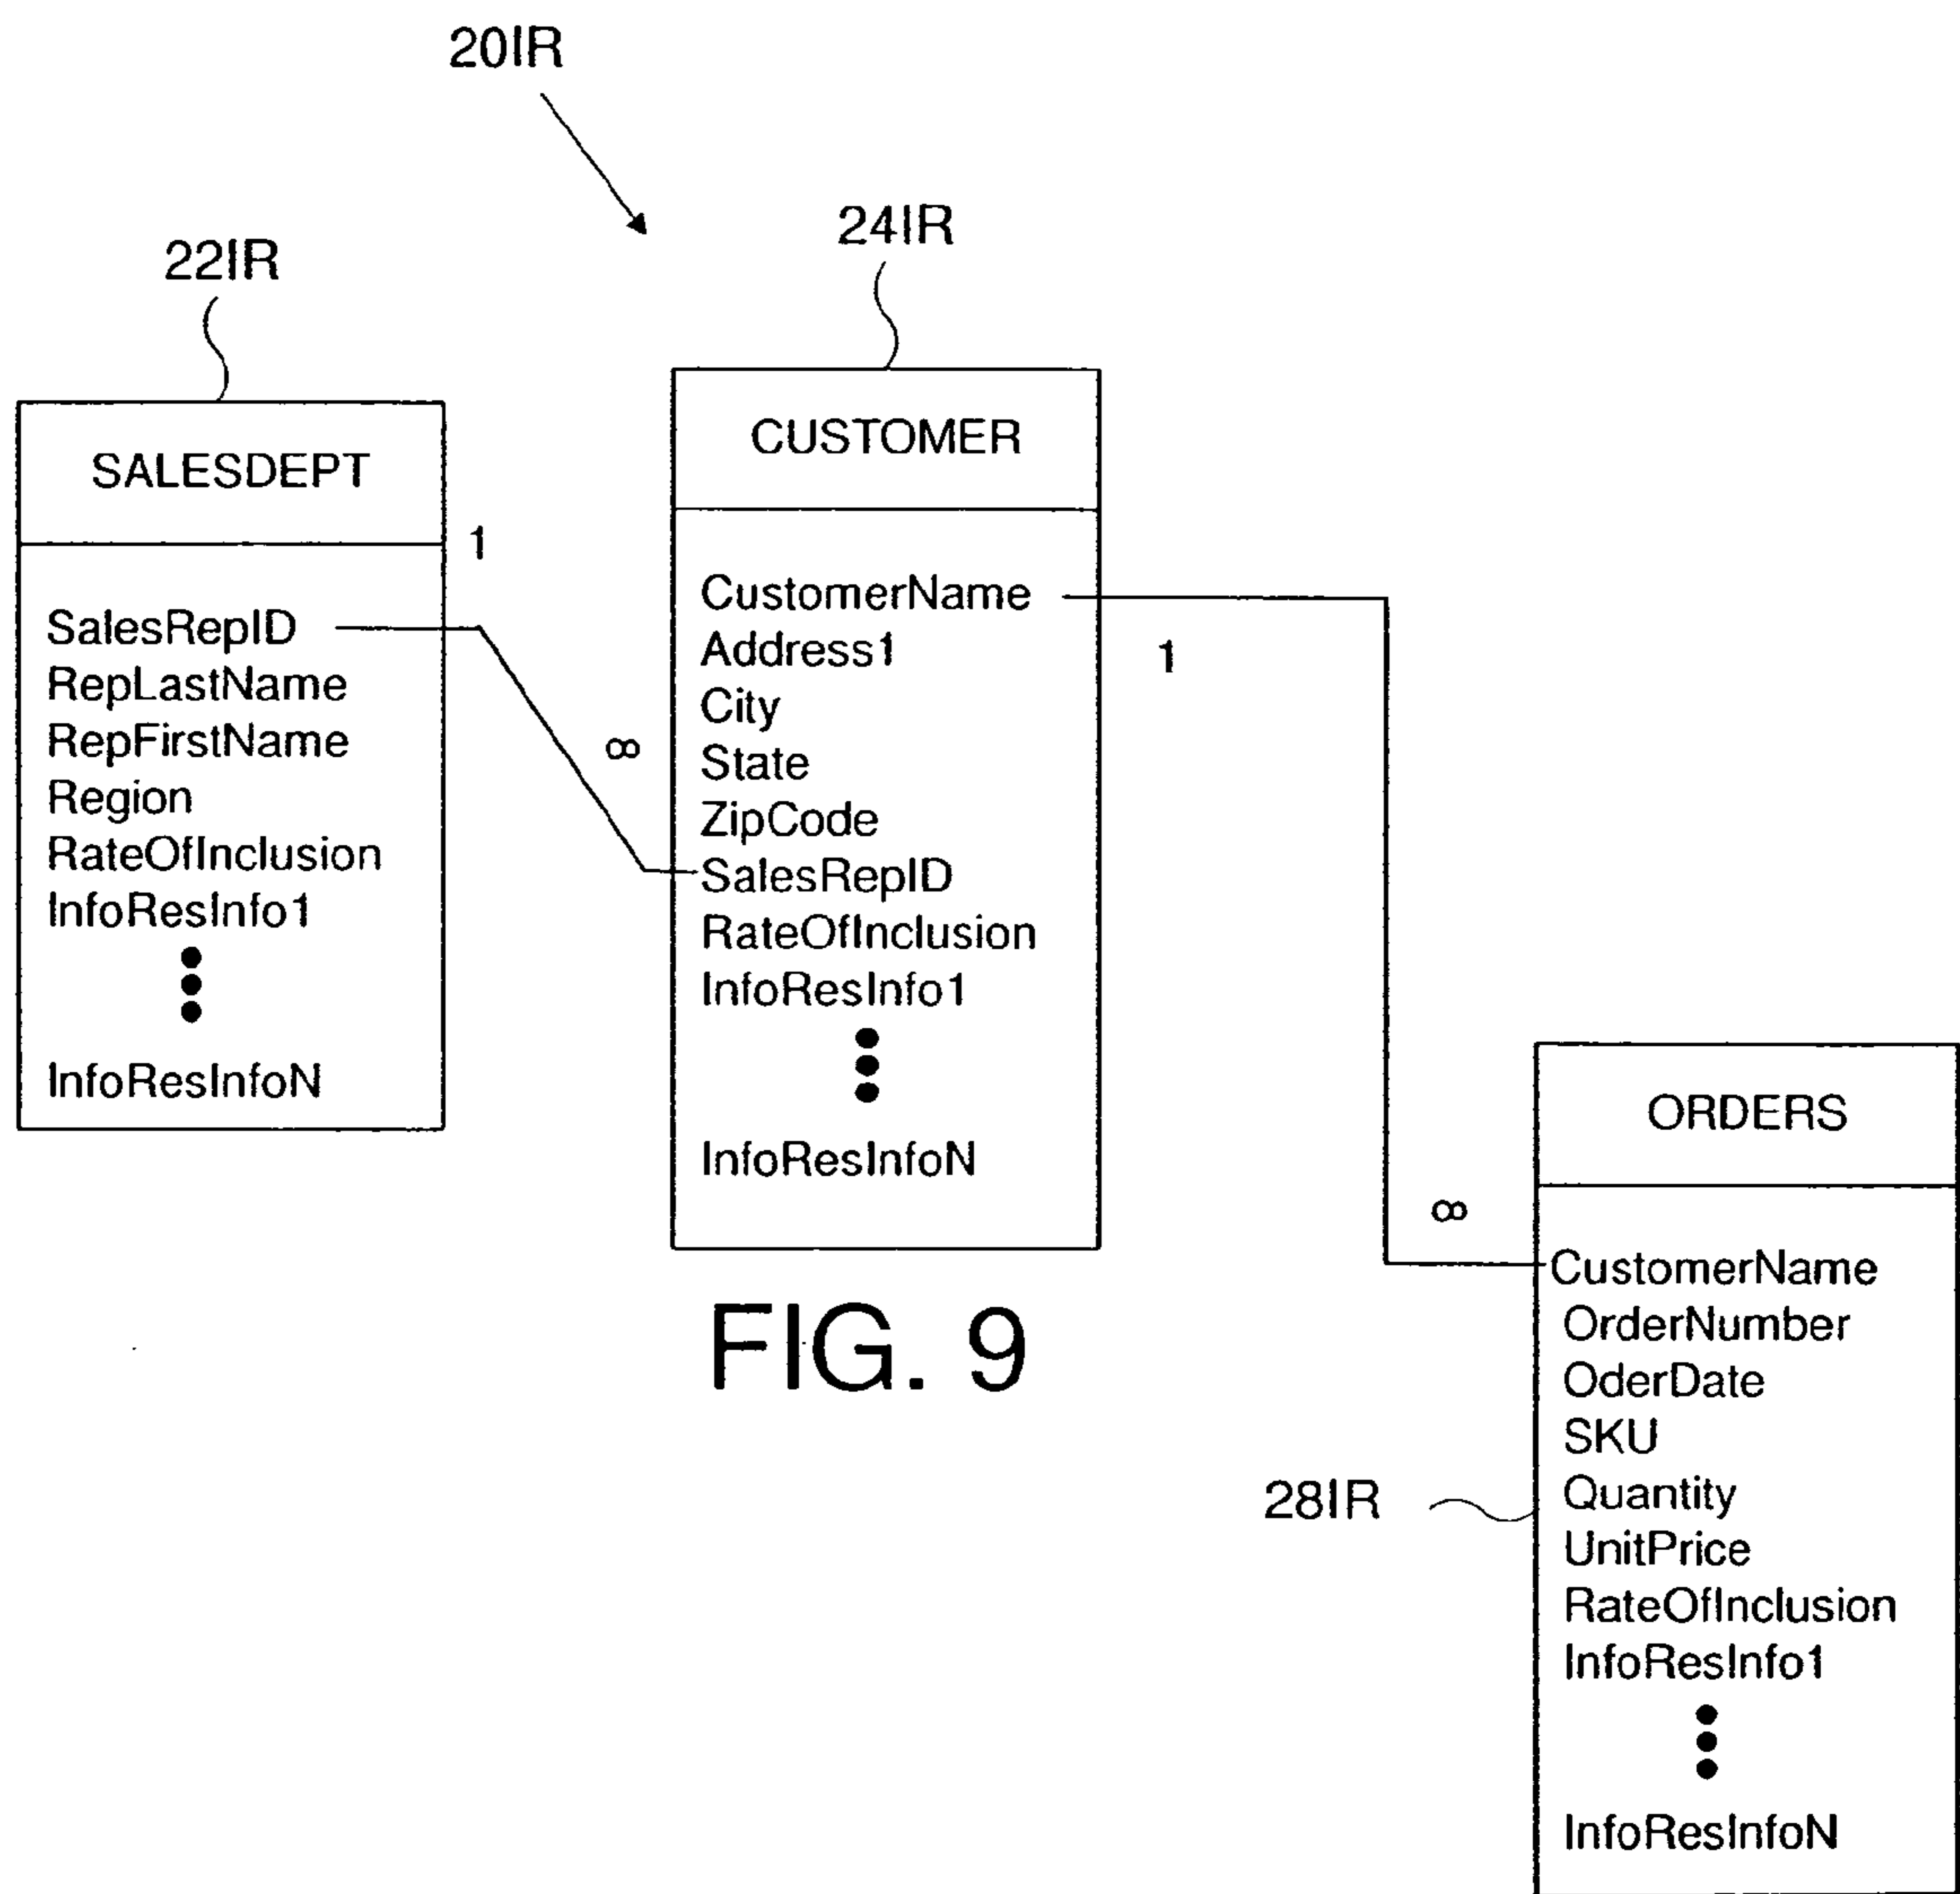 20IR
22IR
SALESDEPT
1
SalesRepID
RepLastName
RepFirstName
Region
RateOfInclusion
InfoResInfo1
InfoResInfoN
24IR
CUSTOMER
∞
CustomerName
Address1
City
State
ZipCode
SalesRepID
RateOfInclusion
InfoResInfo1
InfoResInfoN
1
∞
ORDERS
CustomerName
OrderNumber
OderDate
SKU
Quantity
UnitPrice
RateOfInclusion
InfoResInfo1
InfoResInfoN
28IR
FIG. 9